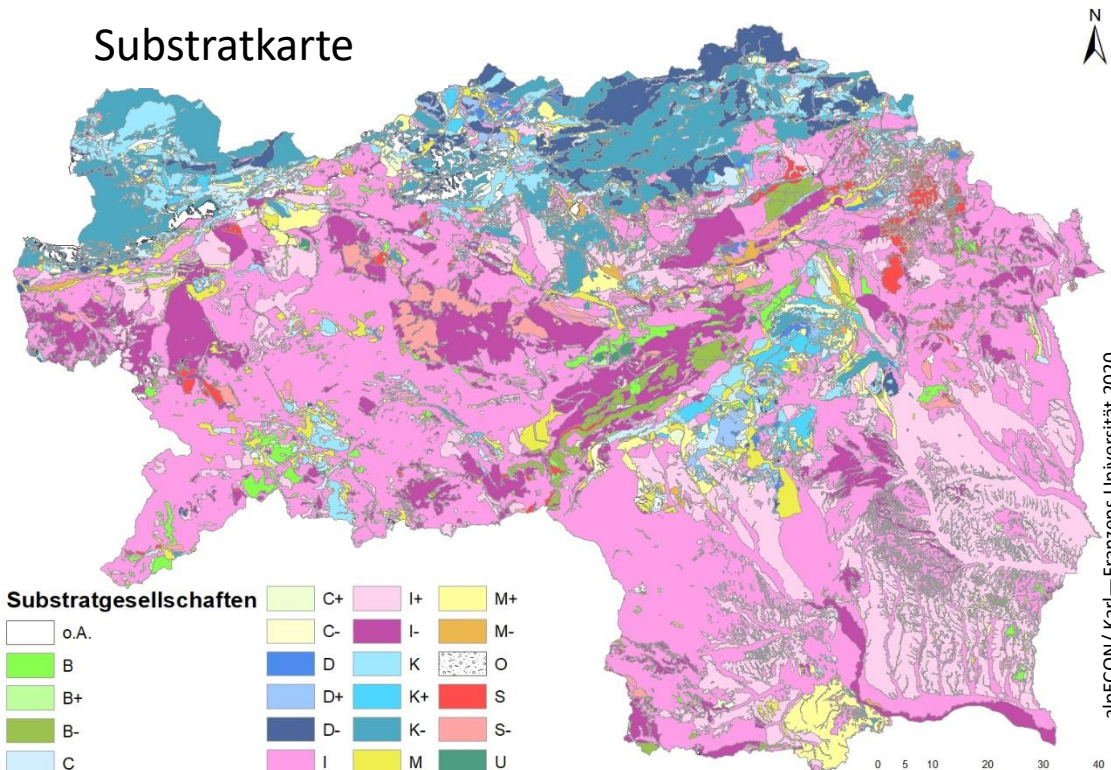 Substratkarte
N
alpECON / Karl – Franzens Universität 2020
Substratgesellschaften
o.A.
B
B+
B-
C
C+
C-
D
D+
D-
I
I+
I-
K
K+
K-
M
M+
M-
O
S
S-
U
0 5 10 20 30 40